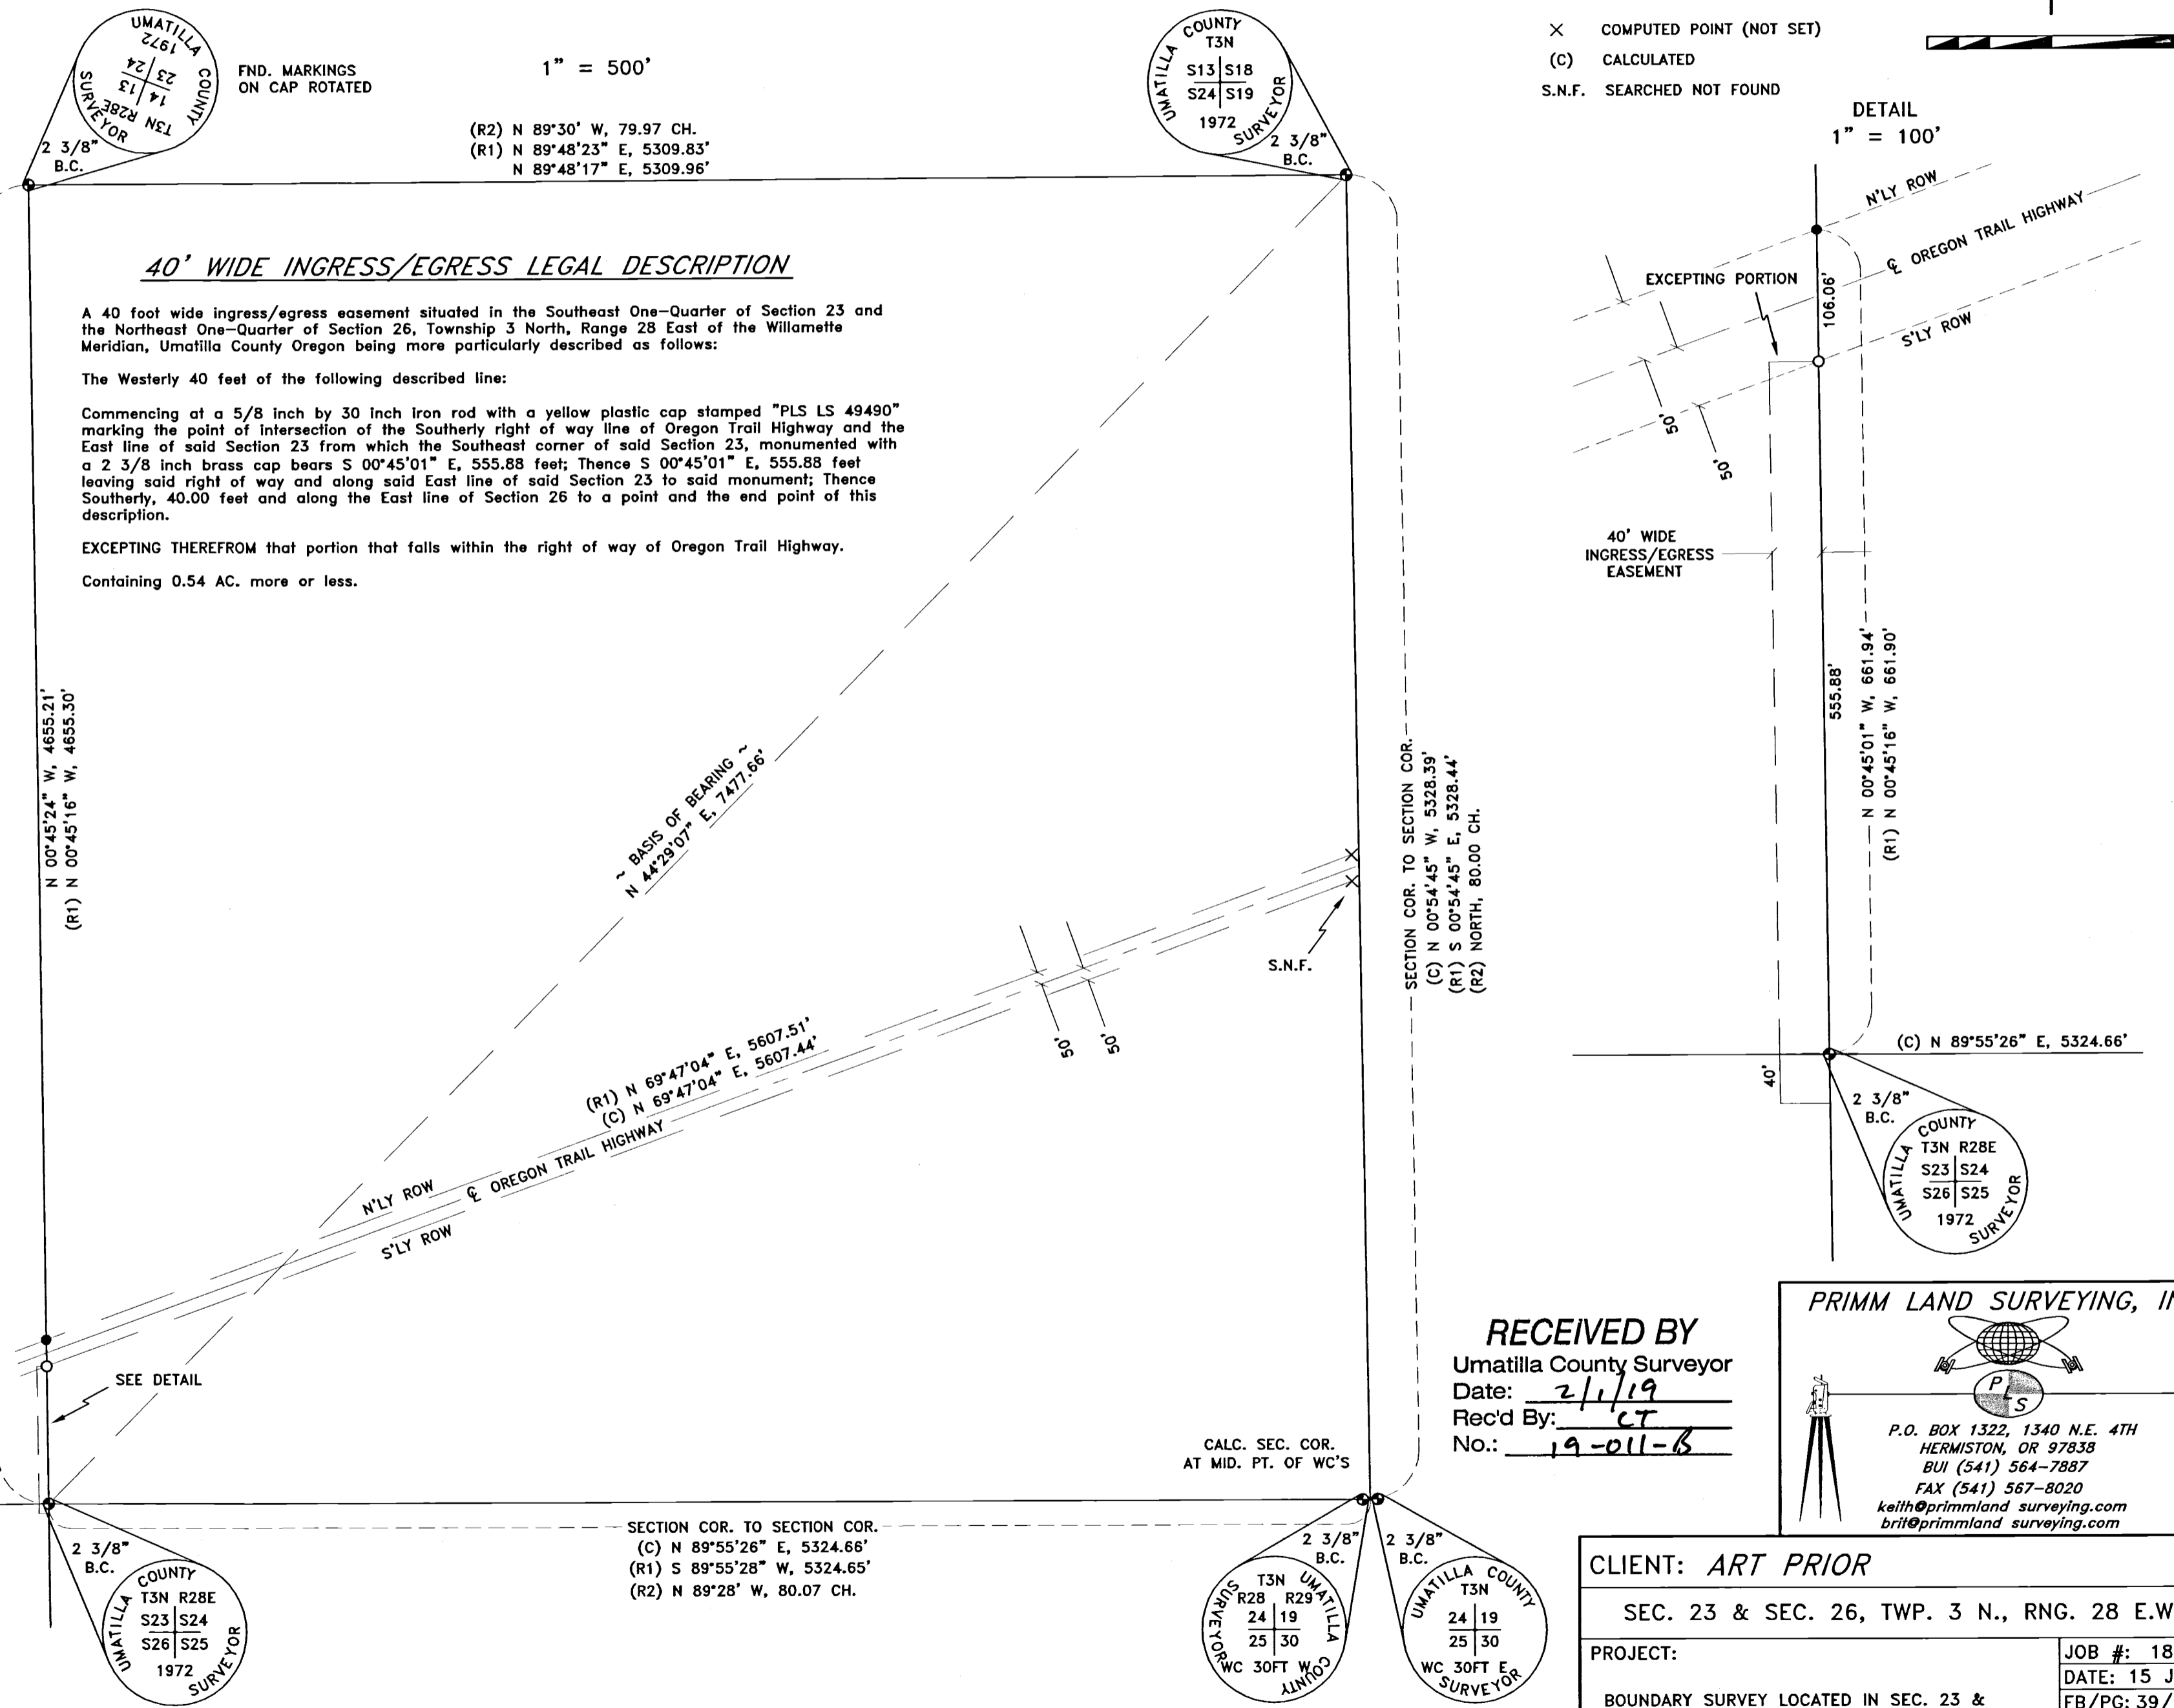 UMATILLA COUNTY
SURVEYOR
1972
23 24
14 13
T3N R28E
2 3/8"
B.C.
FND. MARKINGS
ON CAP ROTATED
1" = 500'
(R2) N 89°30' W, 79.97 CH.
(R1) N 89°48'23" E, 5309.83'
N 89°48'17" E, 5309.96'
UMATILLA COUNTY
T3N
S13 S18
S24 S19
1972
SURVEYOR
2 3/8"
B.C.
X COMPUTED POINT (NOT SET)
(C) CALCULATED
S.N.F. SEARCHED NOT FOUND
DETAIL
1" = 100'
40' WIDE INGRESS/EGRESS LEGAL DESCRIPTION
A 40 foot wide ingress/egress easement situated in the Southeast One-Quarter of Section 23 and
the Northeast One-Quarter of Section 26, Township 3 North, Range 28 East of the Willamette
Meridian, Umatilla County Oregon being more particularly described as follows:
The Westerly 40 feet of the following described line:
Commencing at a 5/8 inch by 30 inch iron rod with a yellow plastic cap stamped "PLS LS 49490"
marking the point of intersection of the Southerly right of way line of Oregon Trail Highway and the
East line of said Section 23 from which the Southeast corner of said Section 23, monumented with
a 2 3/8 inch brass cap bears S 00°45'01" E, 555.88 feet; Thence S 00°45'01" E, 555.88 feet
leaving said right of way and along said East line of said Section 23 to said monument; Thence
Southerly, 40.00 feet and along the East line of Section 26 to a point and the end point of this
description.
EXCEPTING THEREFROM that portion that falls within the right of way of Oregon Trail Highway.
Containing 0.54 AC. more or less.
N 00°45'24" W, 4655.21'
(R1) N 00°45'16" W, 4655.30'
~ BASIS OF BEARING ~
N 44°29'07" E, 7477.66'
SECTION COR. TO SECTION COR.
(C) N 00°54'45" W, 5328.39'
(R1) S 00°54'45" E, 5328.44'
(R2) NORTH, 80.00 CH.
S.N.F.
50'
50'
(R1) N 69°47'04" E, 5607.51'
(C) N 69°47'04" E, 5607.44'
N'LY ROW
℄ OREGON TRAIL HIGHWAY
S'LY ROW
SEE DETAIL
N'LY ROW
℄ OREGON TRAIL HIGHWAY
S'LY ROW
EXCEPTING PORTION
106.06'
50'
50'
40' WIDE
INGRESS/EGRESS
EASEMENT
555.88'
N 00°45'01" W, 661.94'
(R1) N 00°45'16" W, 661.90'
(C) N 89°55'26" E, 5324.66'
40'
2 3/8"
B.C.
UMATILLA COUNTY
T3N R28E
S23 S24
S26 S25
1972
SURVEYOR
CALC. SEC. COR.
AT MID. PT. OF WC'S
SECTION COR. TO SECTION COR.
(C) N 89°55'26" E, 5324.66'
(R1) S 89°55'28" W, 5324.65'
(R2) N 89°28' W, 80.07 CH.
2 3/8"
B.C.
UMATILLA COUNTY
T3N R28E
S23 S24
S26 S25
1972
SURVEYOR
2 3/8"
B.C.
UMATILLA COUNTY
SURVEYOR
T3N
R28 R29
24 19
25 30
WC 30FT W
2 3/8"
B.C.
UMATILLA COUNTY
T3N
24 19
25 30
WC 30FT E
SURVEYOR
RECEIVED BY
Umatilla County Surveyor
Date: 2/1/19
Rec'd By: CT
No.: 19-011-B
PRIMM LAND SURVEYING, IN
PLS
P.O. BOX 1322, 1340 N.E. 4TH
HERMISTON, OR 97838
BUI (541) 564-7887
FAX (541) 567-8020
keith@primmland surveying.com
brit@primmland surveying.com
CLIENT: ART PRIOR
SEC. 23 & SEC. 26, TWP. 3 N., RNG. 28 E.W
PROJECT:
JOB #: 18
DATE: 15 J
BOUNDARY SURVEY LOCATED IN SEC. 23 &
FB/PG: 39/